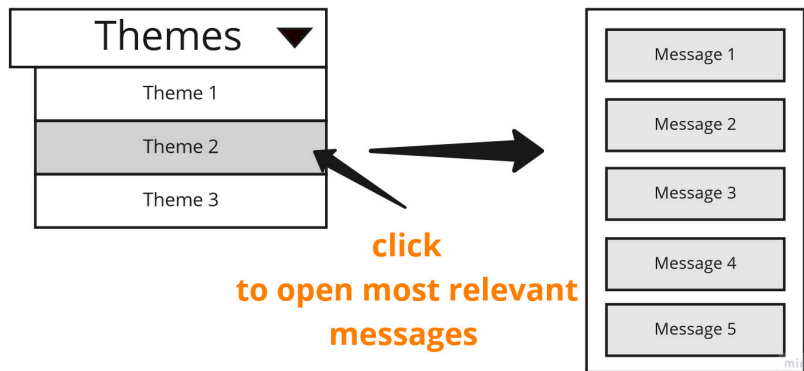 Themes
Theme 1
Theme 2
Theme 3
click
to open most relevant
messages
Message 1
Message 2
Message 3
Message 4
Message 5